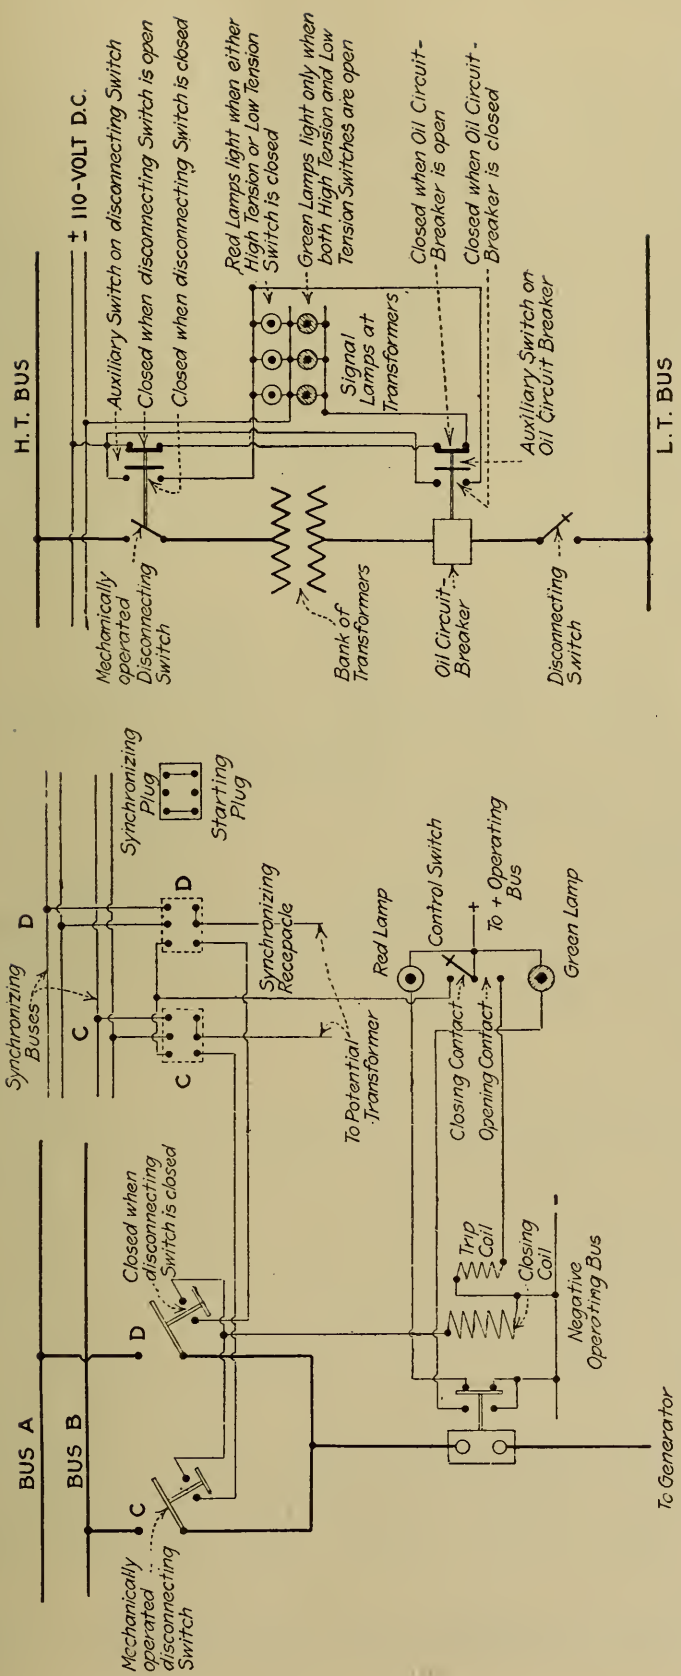 BUS A
BUS B
C
D
Mechanically
operated
disconnecting
Switch
Closed when
disconnecting
Switch is closed
Synchronizing
Buses
C
D
C
D
Synchronizing
Plug
Starting
Plug
Synchronizing
Recepacle
To Potential
Transformer
Red Lamp
Control Switch
+
To + Operating
Bus
Green Lamp
Closing Contact
Opening Contact
Trip
Coil
Closing
Coil
-
Negative
Operating Bus
To Generator
H.T. BUS
± 110-VOLT D.C.
Auxiliary Switch on disconnecting Switch
Closed when disconnecting Switch is open
Closed when disconnecting Switch is closed
Red Lamps light when either
High Tension or Low Tension
Switch is closed
Green Lamps light only when
both High Tension and Low
Tension Switches are open
Closed when Oil Circuit-
Breaker is open
Closed when Oil Circuit-
Breaker is closed
Mechanically
operated
Disconnecting
Switch
Signal
Lamps at
Transformers
Bank of
Transformers
Auxiliary Switch on
Oil Circuit Breaker
Oil Circuit-
Breaker
Disconnecting
Switch
L.T. BUS